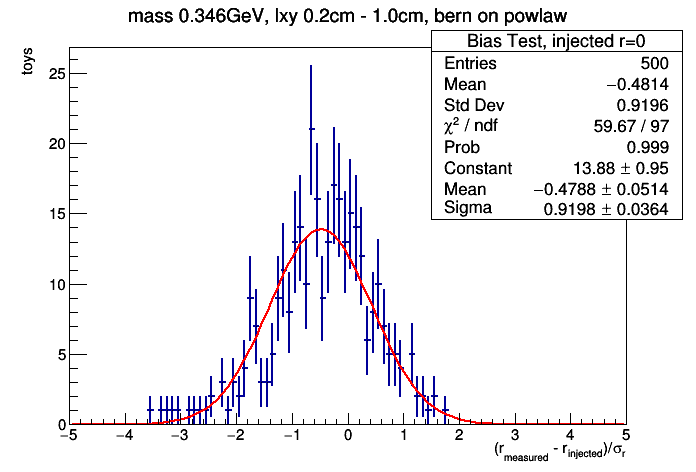 mass 0.346GeV, lxy 0.2cm - 1.0cm, bern on powlaw
toys
Bias Test, injected r=0
Entries 500
Mean −0.4814
Std Dev 0.9196
χ² / ndf 59.67 / 97
Prob 0.999
Constant 13.88 ± 0.95
Mean −0.4788 ± 0.0514
Sigma 0.9198 ± 0.0364
25
20
15
10
5
0
−5 −4 −3 −2 −1 0 1 2 3 4 5
(r_measured - r_injected)/σ_r